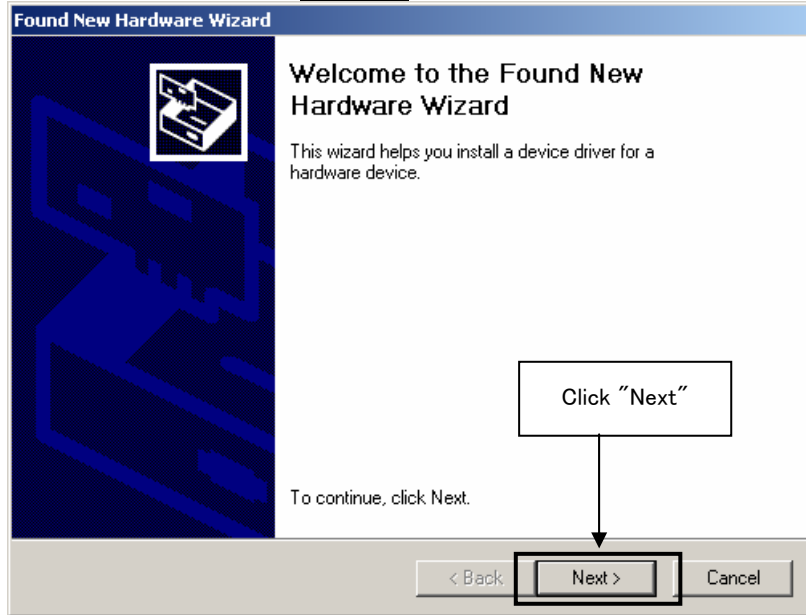 Found New Hardware Wizard
Welcome to the Found New
Hardware Wizard
This wizard helps you install a device driver for a
hardware device.
Click "Next"
To continue, click Next.
< Back
Next >
Cancel